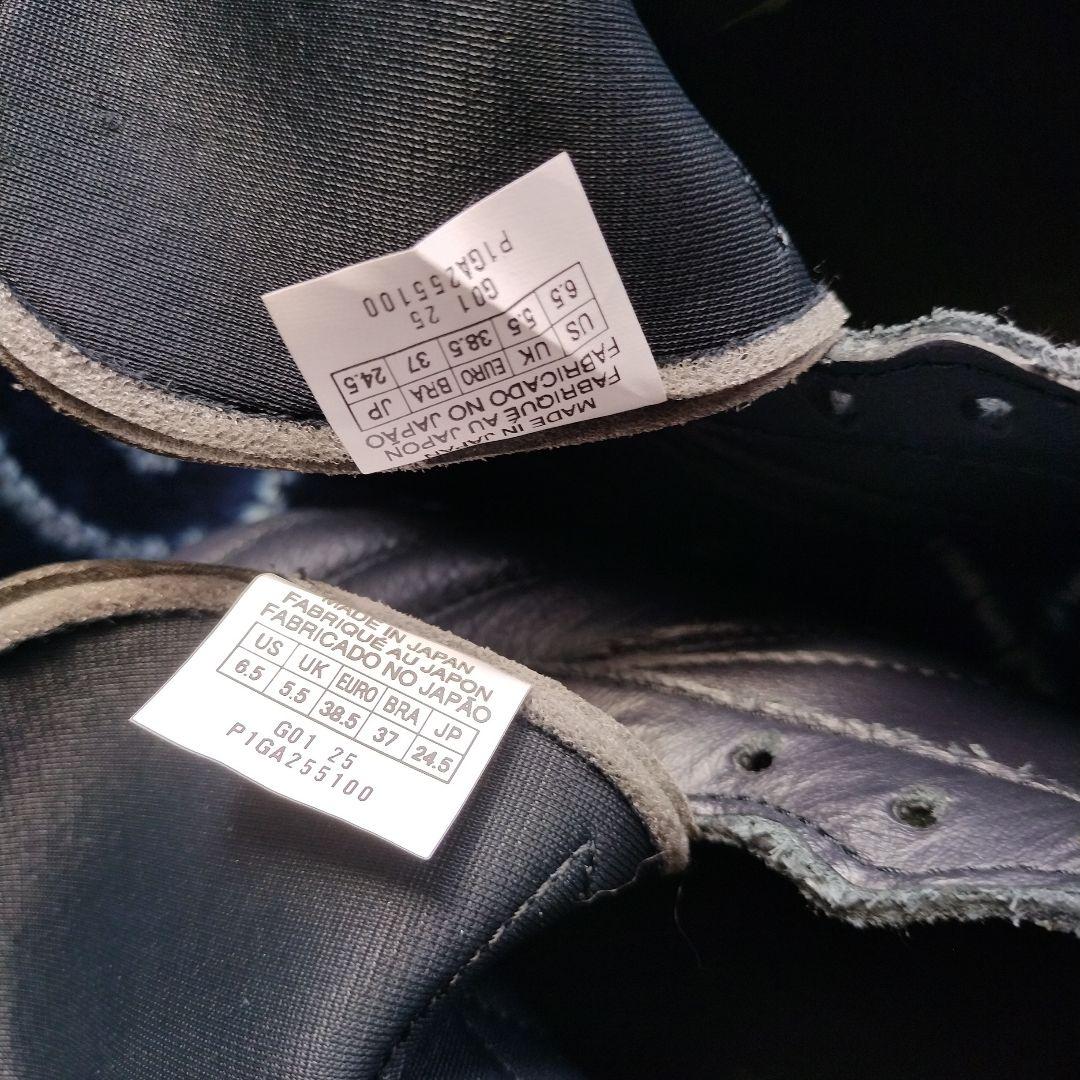 MADE IN JAPAN
FABRIQUÉ AU JAPON
FABRICADO NO JAPÃO
US UK EURO BRA JP
6.5 5.5 38.5 37 24.5
G01 25
P1GA255100
MADE IN JAPAN
FABRIQUÉ AU JAPON
FABRICADO NO JAPÃO
US UK EURO BRA JP
6.5 5.5 38.5 37 24.5
G01 25
P1GA255100